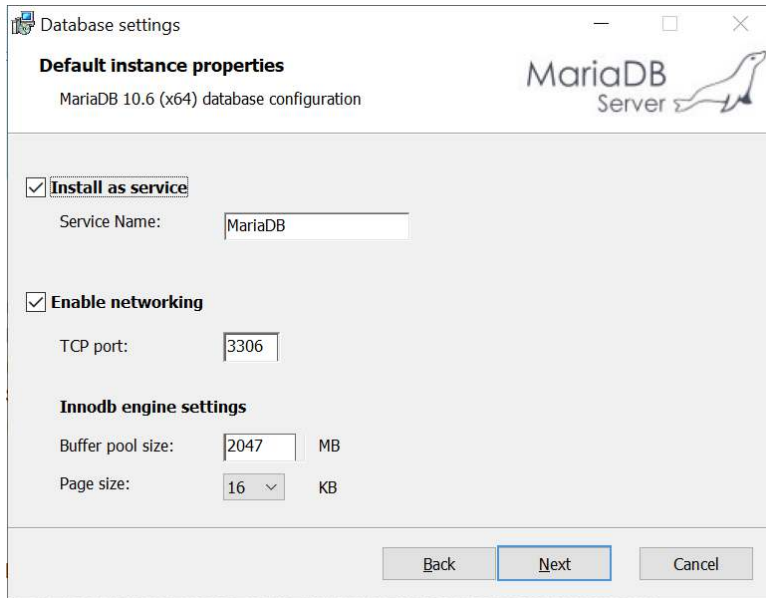 Database settings
Default instance properties
MariaDB 10.6 (x64) database configuration
MariaDB
Server
Install as service
Service Name: MariaDB
Enable networking
TCP port: 3306
Innodb engine settings
Buffer pool size: 2047 MB
Page size: 16 KB
Back Next Cancel